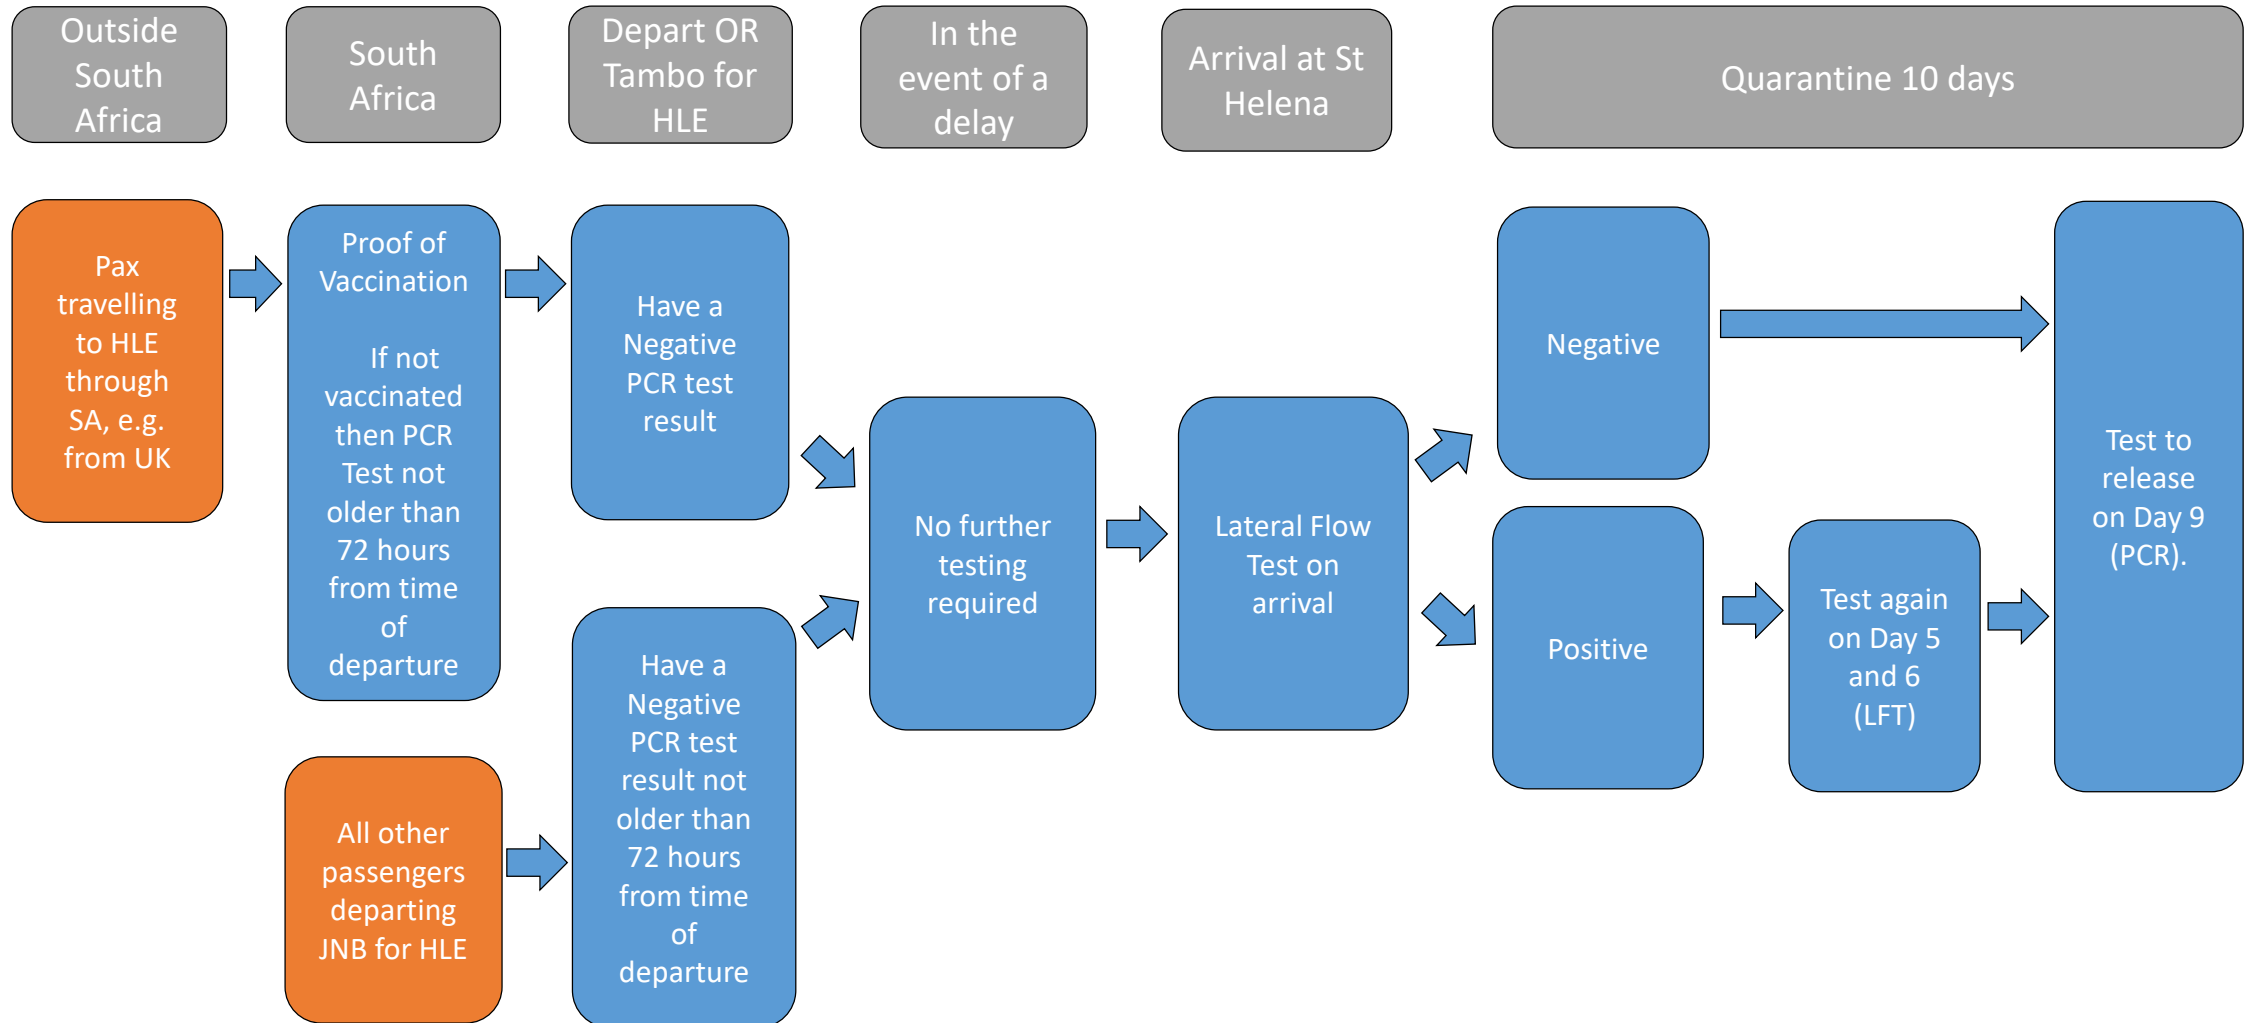 Outside
South
Africa
South
Africa
Depart OR
Tambo for
HLE
In the
event of a
delay
Arrival at St
Helena
Quarantine 10 days
Pax
travelling
to HLE
through
SA, e.g.
from UK
Proof of
Vaccination
If not
vaccinated
then PCR
Test not
older than
72 hours
from time
of
departure
Have a
Negative
PCR test
result
All other
passengers
departing
JNB for HLE
Have a
Negative
PCR test
result not
older than
72 hours
from time
of
departure
No further
testing
required
Lateral Flow
Test on
arrival
Negative
Positive
Test again
on Day 5
and 6
(LFT)
Test to
release
on Day 9
(PCR).